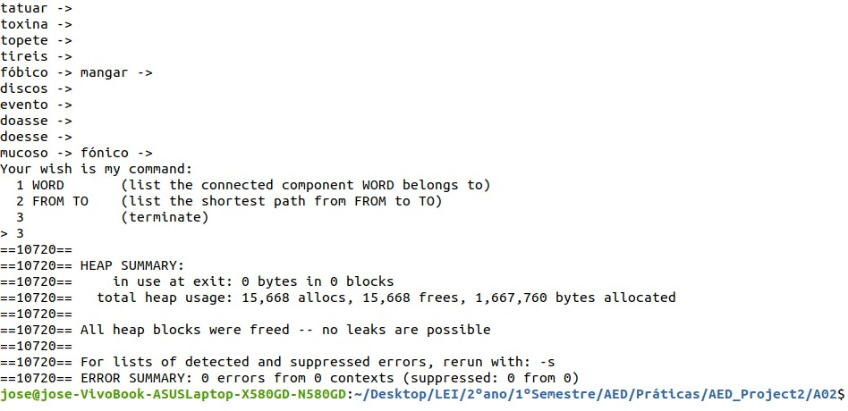 tatuar ->
toxina ->
topete ->
tireis ->
fóbico -> mangar ->
discos ->
evento ->
doasse ->
doesse ->
mucoso -> fónico ->
Your wish is my command:
  1 WORD       (list the connected component WORD belongs to)
  2 FROM TO    (list the shortest path from FROM to TO)
  3            (terminate)
> 3
==10720==
==10720== HEAP SUMMARY:
==10720==     in use at exit: 0 bytes in 0 blocks
==10720==   total heap usage: 15,668 allocs, 15,668 frees, 1,667,760 bytes allocated
==10720==
==10720== All heap blocks were freed -- no leaks are possible
==10720==
==10720== For lists of detected and suppressed errors, rerun with: -s
==10720== ERROR SUMMARY: 0 errors from 0 contexts (suppressed: 0 from 0)
jose@jose-VivoBook-ASUSLaptop-X580GD-N580GD:~/Desktop/LEI/2ºano/1ºSemestre/AED/Práticas/AED_Project2/A02$